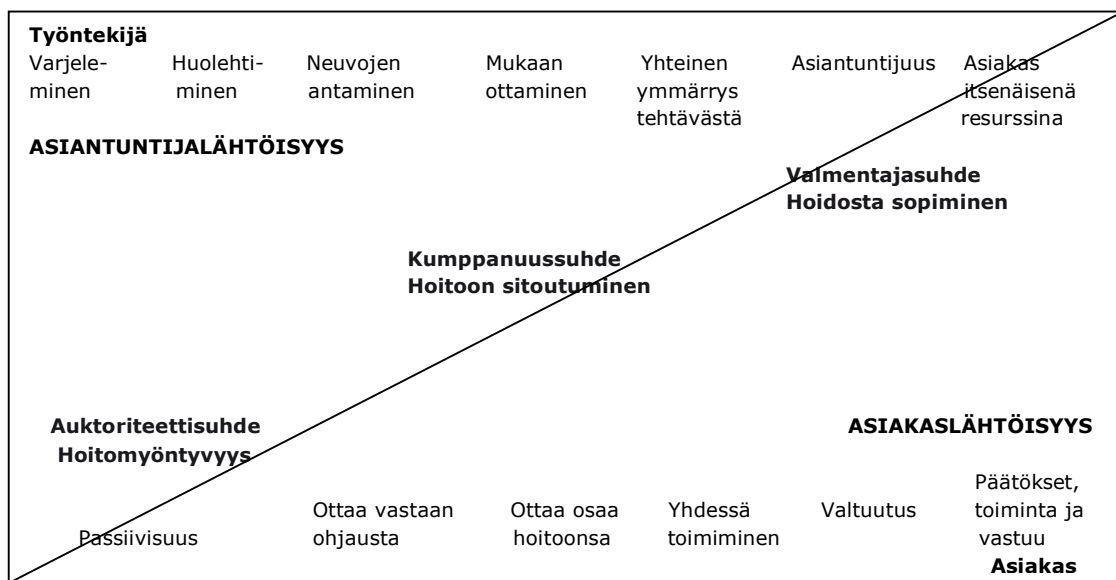 Työntekijä
Varjele- Huolehti- Neuvojen Mukaan Yhteinen Asiantuntijuus Asiakas
minen minen antaminen ottaminen ymmärrys itsenäisenä
tehtävästä resurssina
ASIANTUNTIJALÄHTÖISYYS
Valmentajasuhde
Hoidosta sopiminen
Kumppanuussuhde
Hoitoon sitoutuminen
Auktoriteettisuhde ASIAKASLÄHTÖISYYS
Hoitomyöntyvyys
Päätökset,
Ottaa vastaan Ottaa osaa Yhdessä Valtuutus toiminta ja
Passiivisuus ohjausta hoitoonsa toimiminen vastuu
Asiakas